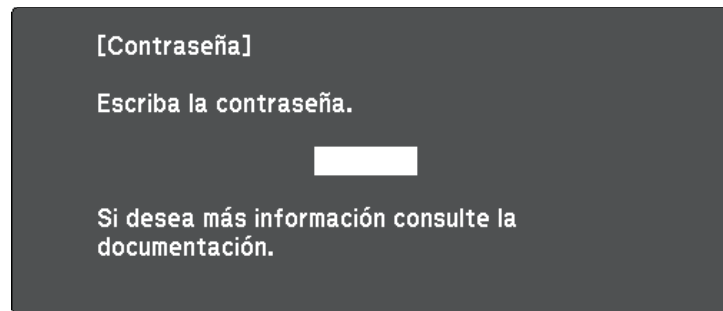 [Contraseña]
Escriba la contraseña.
Si desea más información consulte la
documentación.